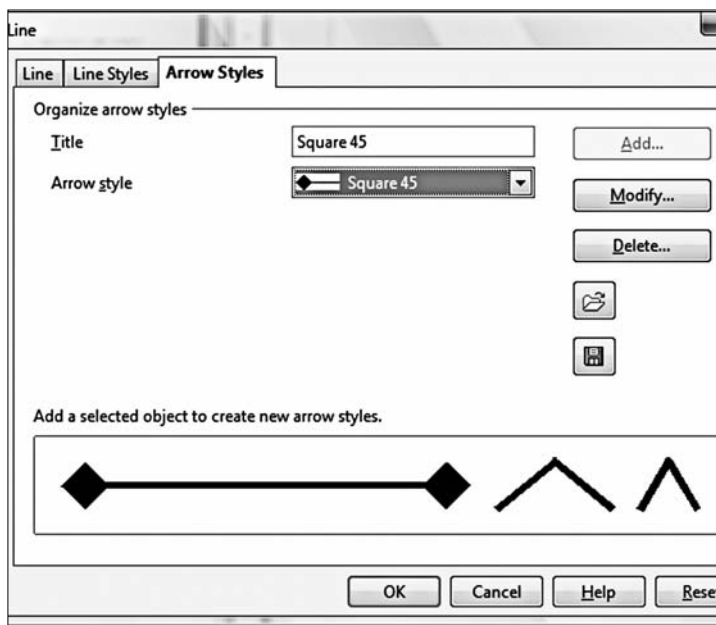 Line
Line Line Styles Arrow Styles
Organize arrow styles
Title Square 45 Add...
Arrow style Square 45 Modify...
Delete...
Add a selected object to create new arrow styles.
OK Cancel Help Reset